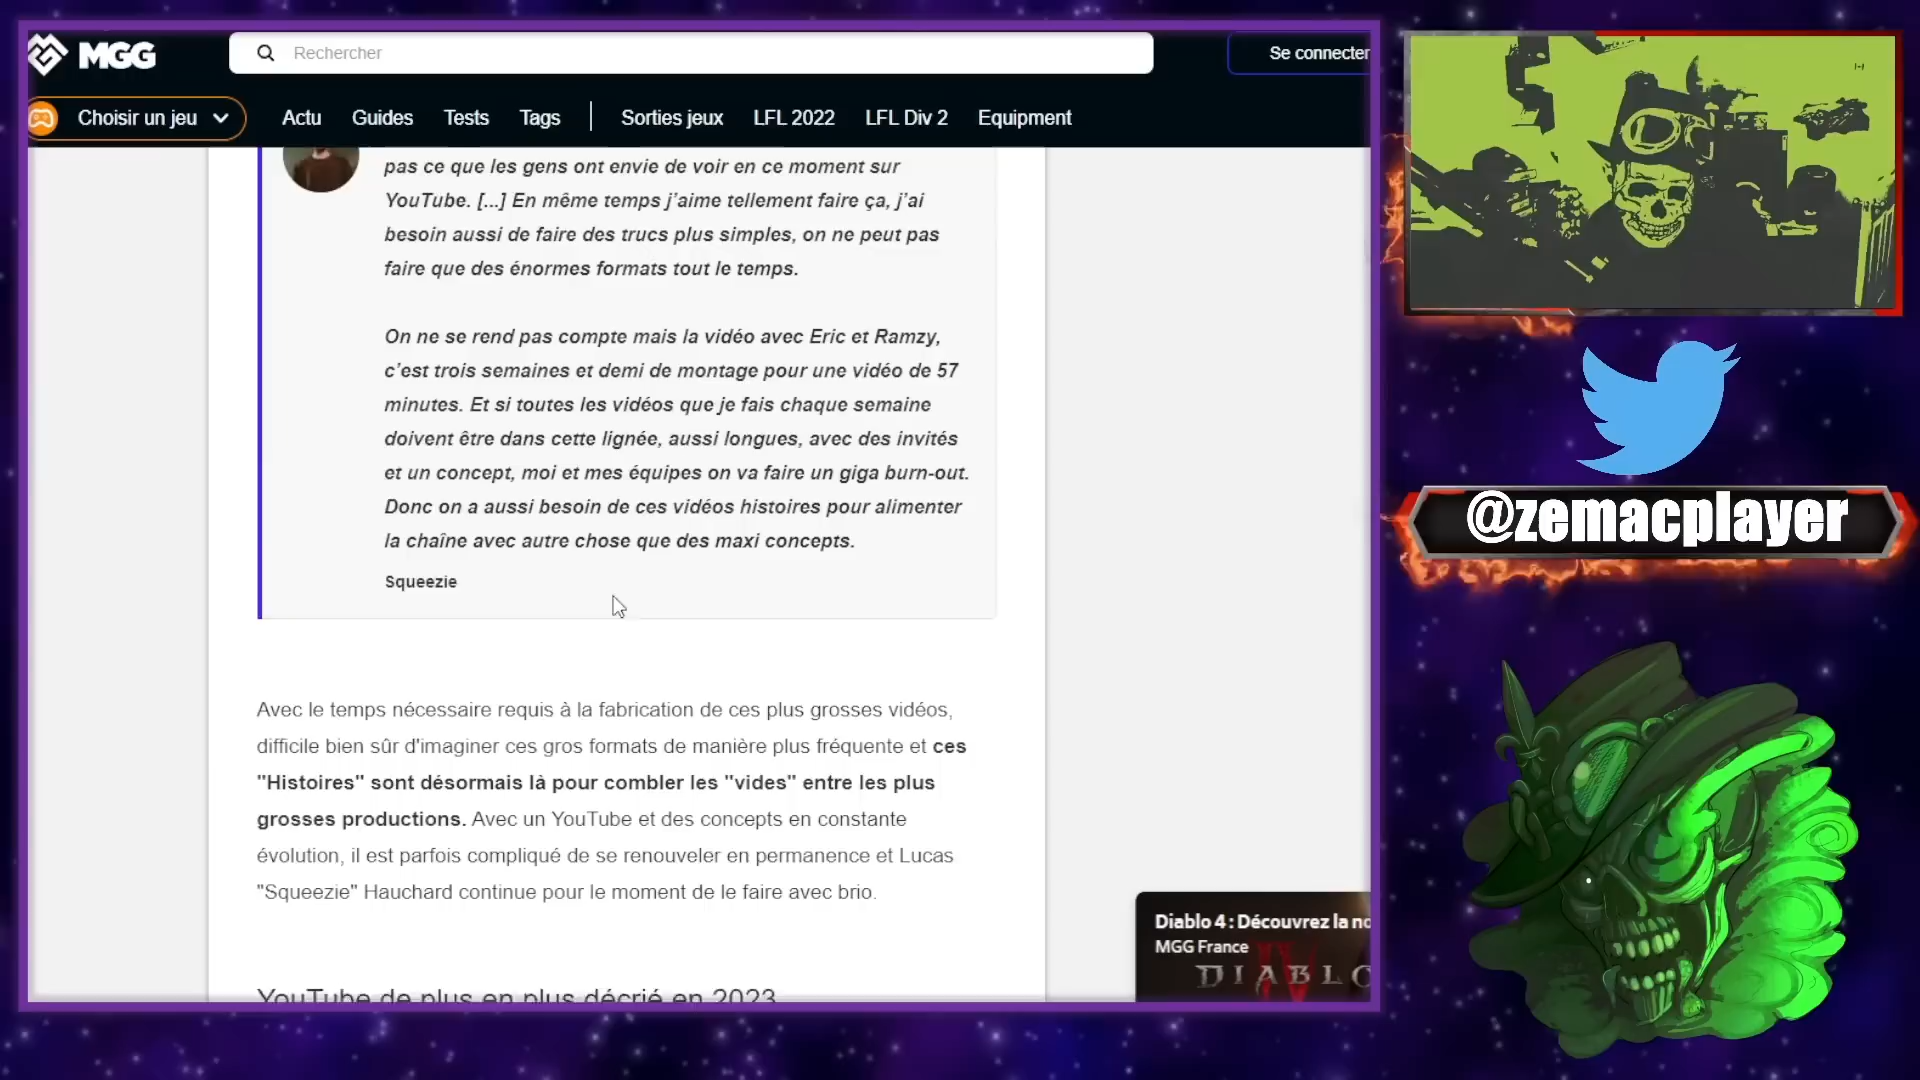 MGG
Rechercher
Se connecter
Choisir un jeu
Actu
Guides
Tests
Tags
Sorties jeux
LFL 2022
LFL Div 2
Equipment
pas ce que les gens ont envie de voir en ce moment sur
YouTube. [...] En même temps j’aime tellement faire ça, j’ai
besoin aussi de faire des trucs plus simples, on ne peut pas
faire que des énormes formats tout le temps.
On ne se rend pas compte mais la vidéo avec Eric et Ramzy,
c’est trois semaines et demi de montage pour une vidéo de 57
minutes. Et si toutes les vidéos que je fais chaque semaine
doivent être dans cette lignée, aussi longues, avec des invités
et un concept, moi et mes équipes on va faire un giga burn-out.
Donc on a aussi besoin de ces vidéos histoires pour alimenter
la chaîne avec autre chose que des maxi concepts.
Squeezie
Avec le temps nécessaire requis à la fabrication de ces plus grosses vidéos,
difficile bien sûr d'imaginer ces gros formats de manière plus fréquente et ces
"Histoires" sont désormais là pour combler les "vides" entre les plus
grosses productions. Avec un YouTube et des concepts en constante
évolution, il est parfois compliqué de se renouveler en permanence et Lucas
"Squeezie" Hauchard continue pour le moment de le faire avec brio.
YouTube de plus en plus décrié en 2023
Diablo 4 : Découvrez la
MGG France
DIABLO
IV
@zemacplayer